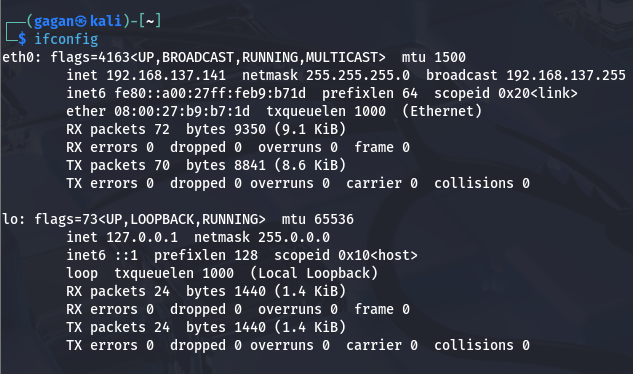 ┌──(gagan㉿kali)-[~]
└─$ ifconfig
eth0: flags=4163<UP,BROADCAST,RUNNING,MULTICAST>  mtu 1500
        inet 192.168.137.141  netmask 255.255.255.0  broadcast 192.168.137.255
        inet6 fe80::a00:27ff:feb9:b71d  prefixlen 64  scopeid 0x20<link>
        ether 08:00:27:b9:b7:1d  txqueuelen 1000  (Ethernet)
        RX packets 72  bytes 9350 (9.1 KiB)
        RX errors 0  dropped 0  overruns 0  frame 0
        TX packets 70  bytes 8841 (8.6 KiB)
        TX errors 0  dropped 0 overruns 0  carrier 0  collisions 0

lo: flags=73<UP,LOOPBACK,RUNNING>  mtu 65536
        inet 127.0.0.1  netmask 255.0.0.0
        inet6 ::1  prefixlen 128  scopeid 0x10<host>
        loop  txqueuelen 1000  (Local Loopback)
        RX packets 24  bytes 1440 (1.4 KiB)
        RX errors 0  dropped 0  overruns 0  frame 0
        TX packets 24  bytes 1440 (1.4 KiB)
        TX errors 0  dropped 0 overruns 0  carrier 0  collisions 0